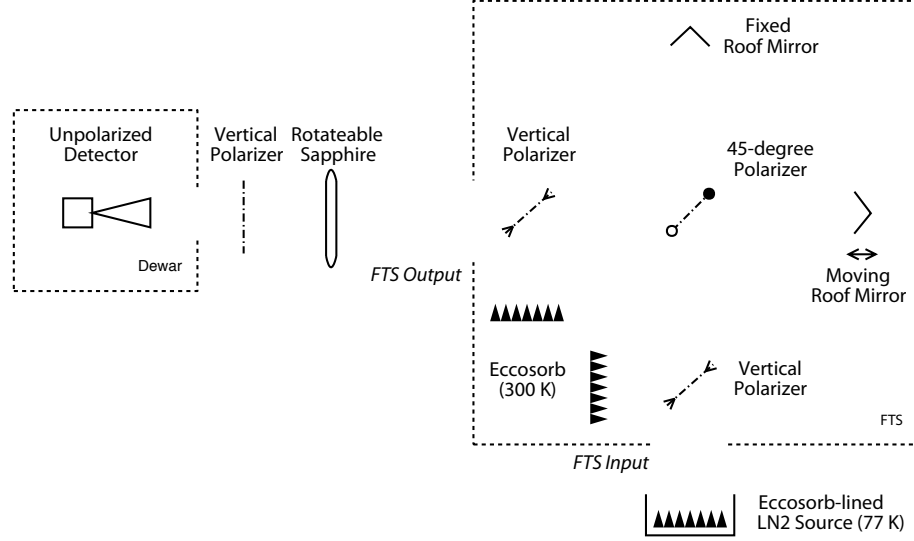 Fixed
Roof Mirror
Unpolarized
Detector
Vertical
Polarizer
Rotateable
Sapphire
Vertical
Polarizer
45-degree
Polarizer
Dewar
FTS Output
Moving
Roof Mirror
Eccosorb
(300 K)
Vertical
Polarizer
FTS
FTS Input
Eccosorb-lined
LN2 Source (77 K)